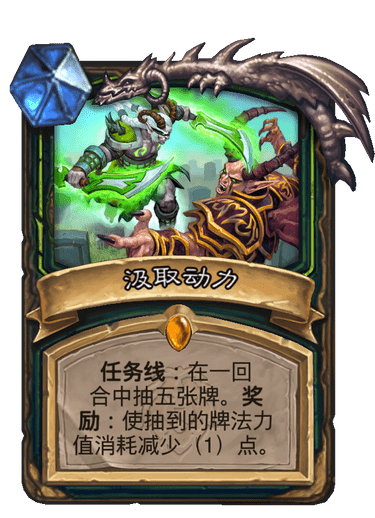 汲取动力
任务线：在一回
合中抽五张牌。奖
励：使抽到的牌法力
值消耗减少（1）点。